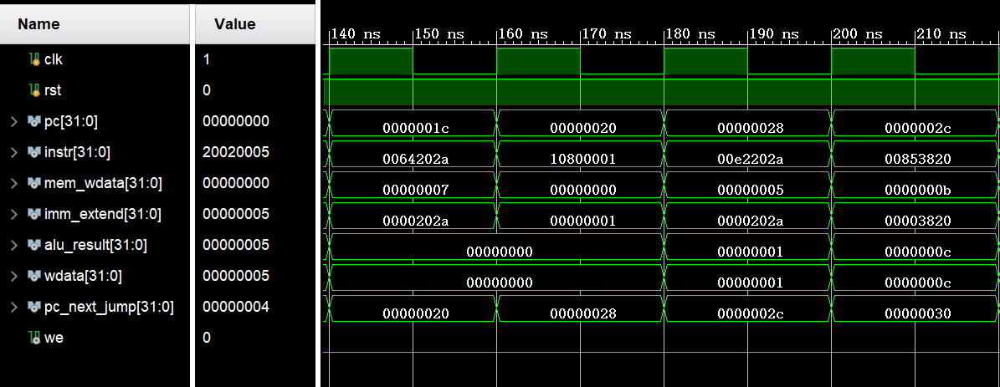 Name Value 140 ns 150 ns 160 ns 170 ns 180 ns 190 ns 200 ns 210 ns
clk 1
rst 0
pc[31:0] 00000000 0000001c 00000020 00000028 0000002c
instr[31:0] 20020005 0064202a 10800001 00e2202a 00853820
mem_wdata[31:0] 00000000 00000007 00000000 00000005 0000000b
imm_extend[31:0] 00000005 0000202a 00000001 0000202a 00003820
alu_result[31:0] 00000005 00000000 00000001 0000000c
wdata[31:0] 00000005 00000000 00000001 0000000c
pc_next_jump[31:0] 00000004 00000020 00000028 0000002c 00000030
we 0